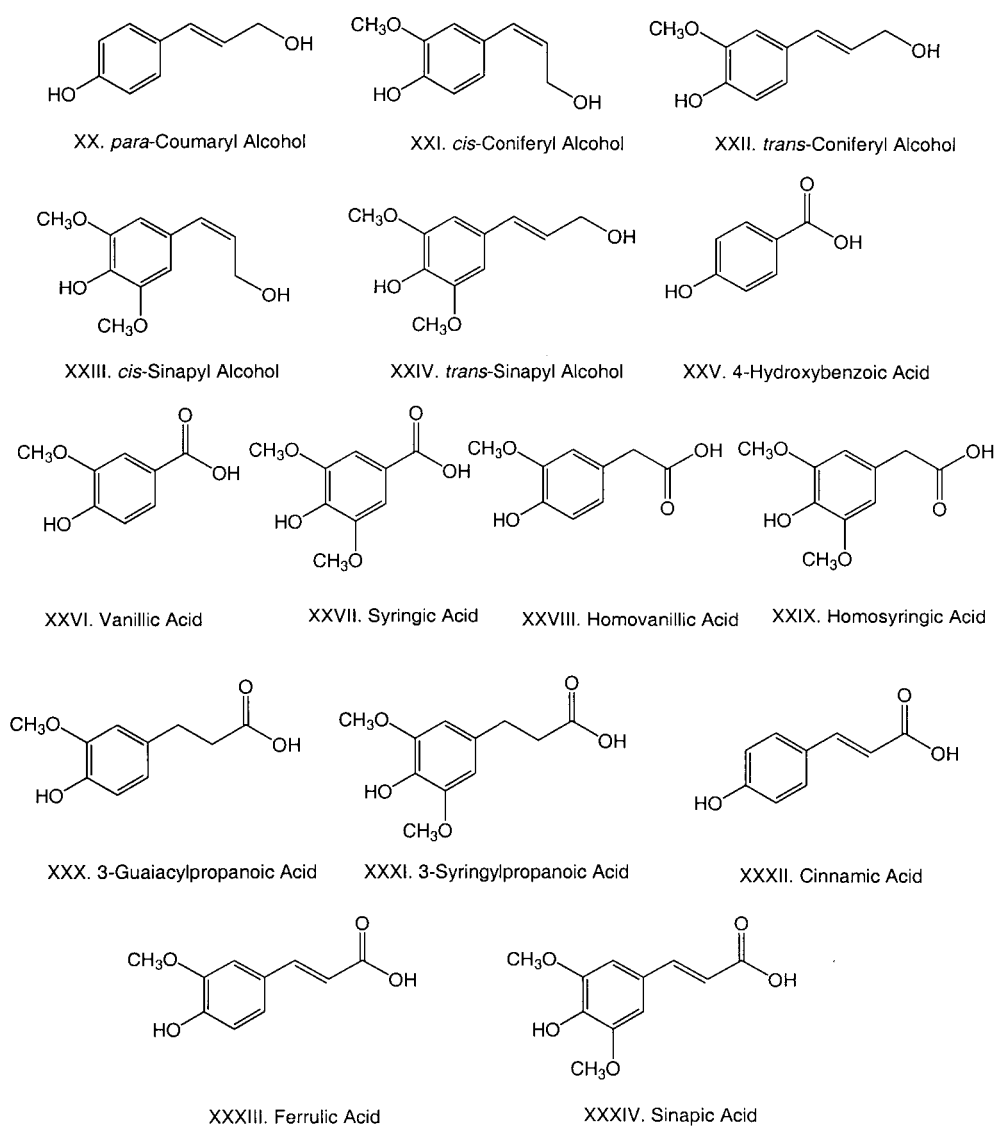 OH
HO
XX. para-Coumaryl Alcohol
CH3O
HO
OH
XXI. cis-Coniferyl Alcohol
CH3O
HO
OH
XXII. trans-Coniferyl Alcohol
CH3O
HO
OH
CH3O
XXIII. cis-Sinapyl Alcohol
CH3O
OH
HO
CH3O
XXIV. trans-Sinapyl Alcohol
O
OH
HO
XXV. 4-Hydroxybenzoic Acid
O
CH3O
OH
HO
XXVI. Vanillic Acid
O
CH3O
OH
HO
CH3O
XXVII. Syringic Acid
CH3O
OH
HO
O
XXVIII. Homovanillic Acid
CH3O
OH
HO
O
CH3O
XXIX. Homosyringic Acid
O
CH3O
OH
HO
XXX. 3-Guaiacylpropanoic Acid
O
CH3O
OH
HO
CH3O
XXXI. 3-Syringylpropanoic Acid
O
OH
HO
XXXII. Cinnamic Acid
O
CH3O
OH
HO
XXXIII. Ferrulic Acid
O
CH3O
OH
HO
CH3O
XXXIV. Sinapic Acid